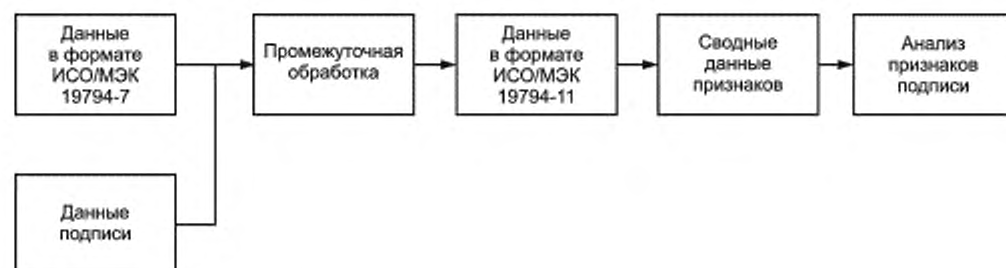 Данные
в формате
ИСО/МЭК
19794-7
Промежуточная
обработка
Данные
в формате
ИСО/МЭК
19794-11
Сводные
данные
признаков
Анализ
признаков
подписи
Данные
подписи